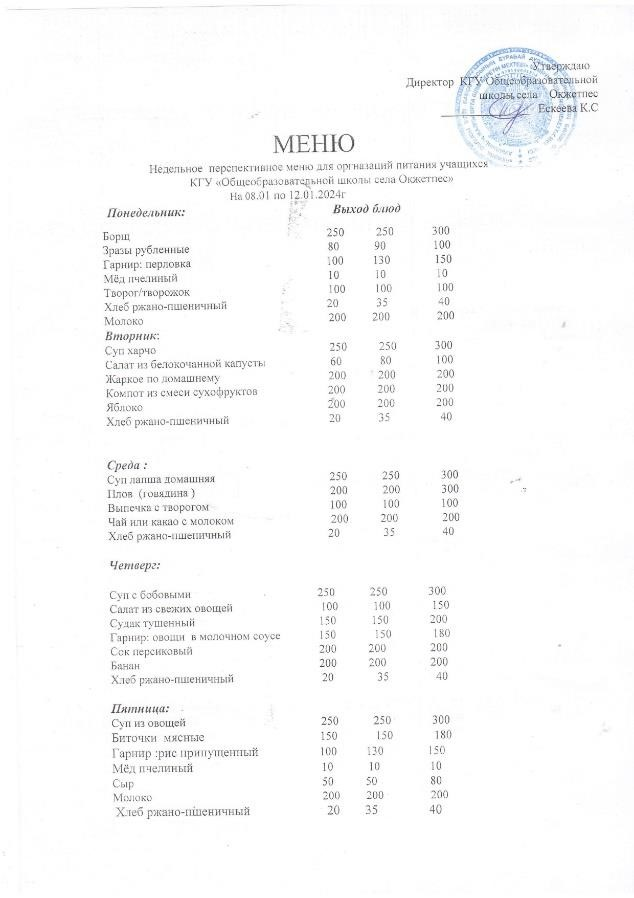 Утверждаю
Директор КГУ Общеобразовательной
школы села Окжетпес
Ескеева К.С
МЕНЮ
Недельное перспективное меню для оргназаций питания учащихся
КГУ «Общеобразовательной школы села Окжетпес»
На 08.01 по 12.01.2024г
Понедельник: Выход блюд
Борщ 250 250 300
Зразы рубленные 80 90 100
Гарнир: перловка 100 130 150
Мёд пчелиный 10 10 10
Творог/творожок 100 100 100
Хлеб ржано-пшеничный 20 35 40
Молоко 200 200 200
Вторник:
Суп харчо 250 250 300
Салат из белокочанной капусты 60 80 100
Жаркое по домашнему 200 200 200
Компот из смеси сухофруктов 200 200 200
Яблоко 200 200 200
Хлеб ржано-пшеничный 20 35 40
Среда :
Суп лапша домашняя 250 250 300
Плов (говядина ) 200 200 300
Выпечка с творогом 100 100 100
Чай или какао с молоком 200 200 200
Хлеб ржано-пшеничный 20 35 40
Четверг:
Суп с бобовыми 250 250 300
Салат из свежих овощей 100 100 150
Судак тушенный 150 150 200
Гарнир: овощи в молочном соусе 150 150 180
Сок персиковый 200 200 200
Банан 200 200 200
Хлеб ржано-пшеничный 20 35 40
Пятница:
Суп из овощей 250 250 300
Биточки мясные 150 150 180
Гарнир :рис припущенный 100 130 150
Мёд пчелиный 10 10 10
Сыр 50 50 80
Молоко 200 200 200
Хлеб ржано-пшеничный 20 35 40